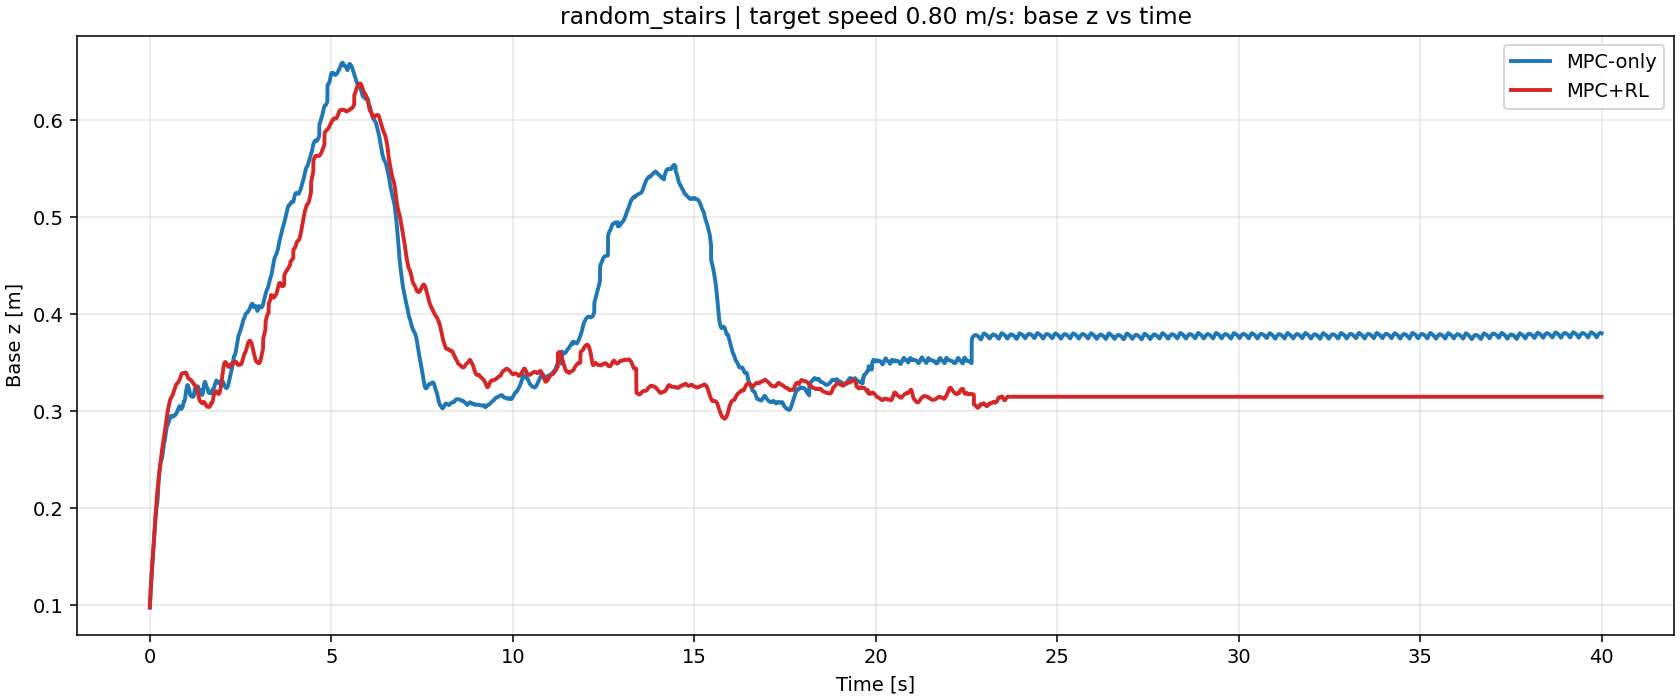 random_stairs | target speed 0.80 m/s: base z vs time
MPC-only
MPC+RL
Base z [m]
0.6
0.5
0.4
0.3
0.2
0.1
0 5 10 15 20 25 30 35 40
Time [s]